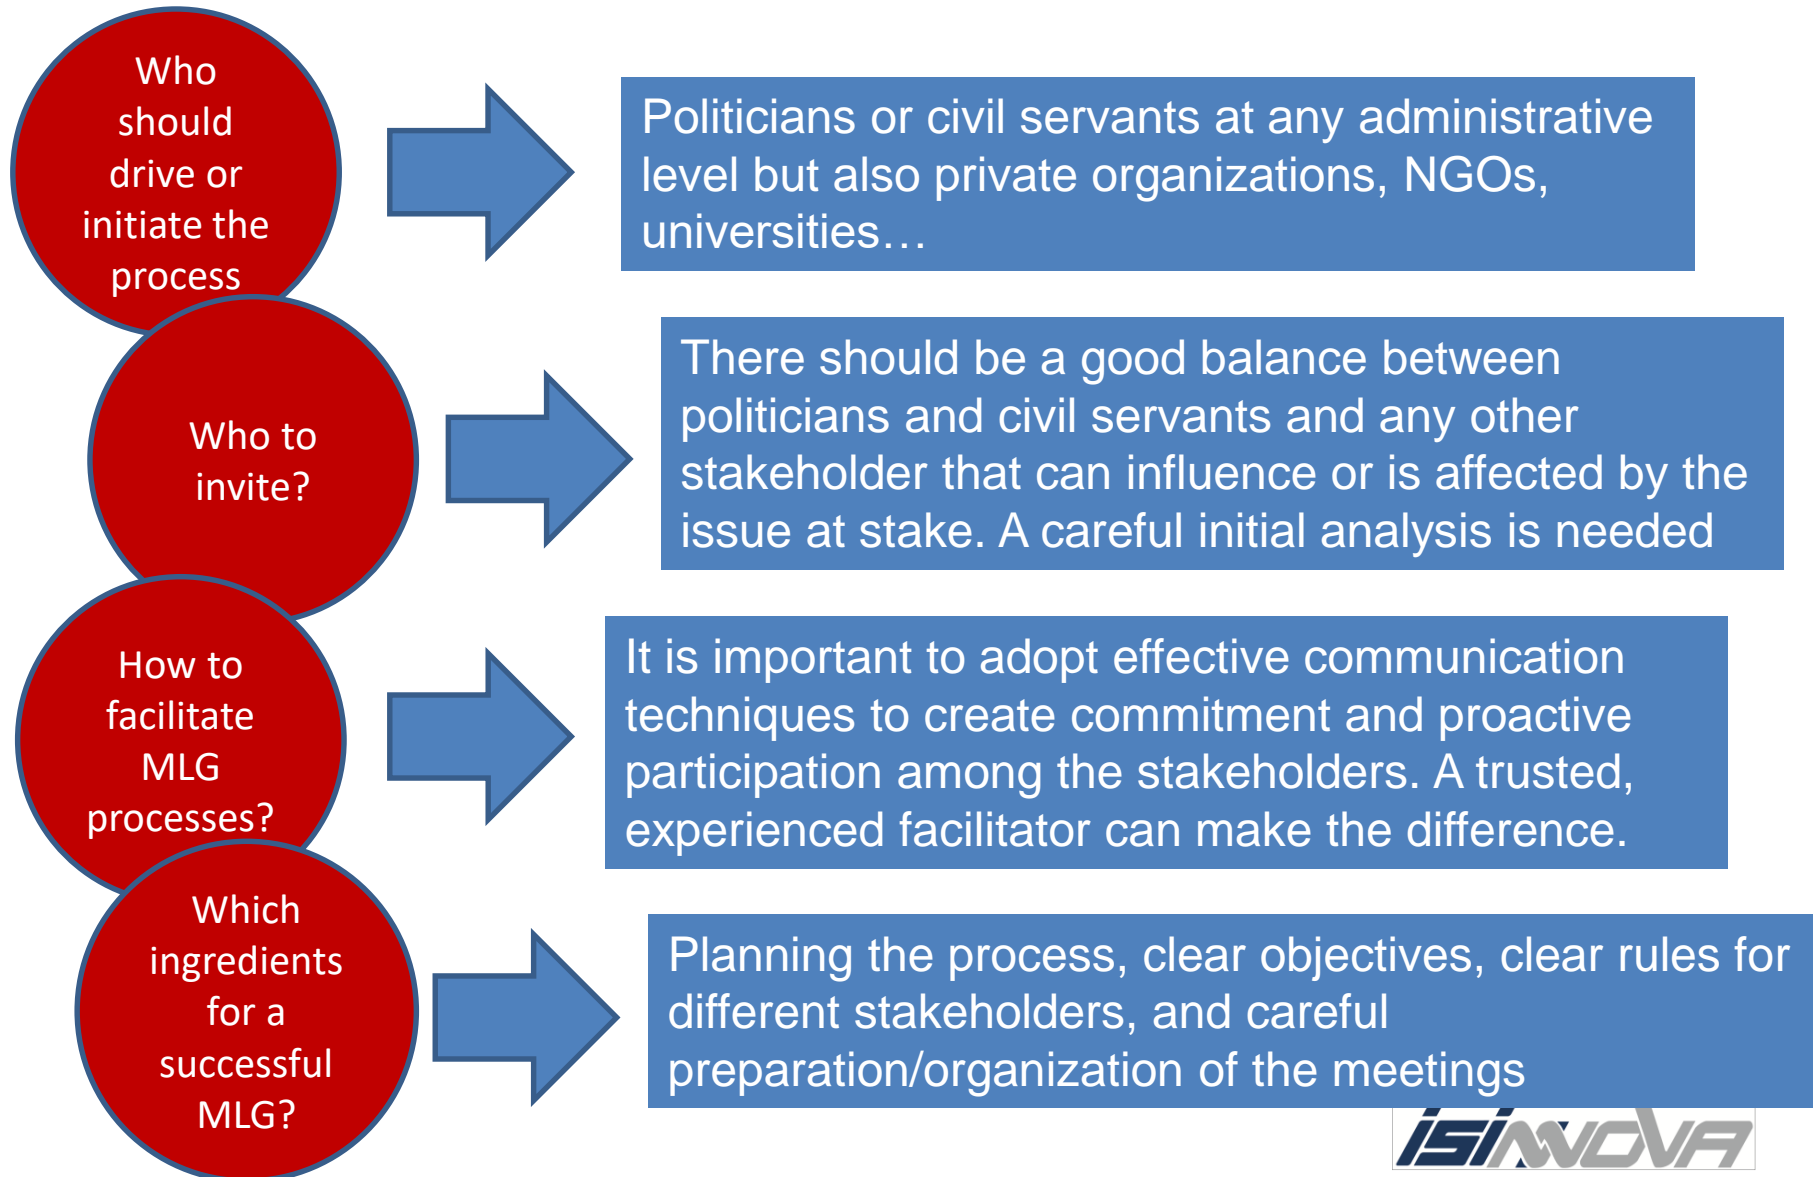 Who
should
drive or
initiate the
process
Politicians or civil servants at any administrative
level but also private organizations, NGOs,
universities…
Who to
invite?
There should be a good balance between
politicians and civil servants and any other
stakeholder that can influence or is affected by the
issue at stake. A careful initial analysis is needed
How to
facilitate
MLG
processes?
It is important to adopt effective communication
techniques to create commitment and proactive
participation among the stakeholders. A trusted,
experienced facilitator can make the difference.
Which
ingredients
for a
successful
MLG?
Planning the process, clear objectives, clear rules for
different stakeholders, and careful
preparation/organization of the meetings
ISINNOVA